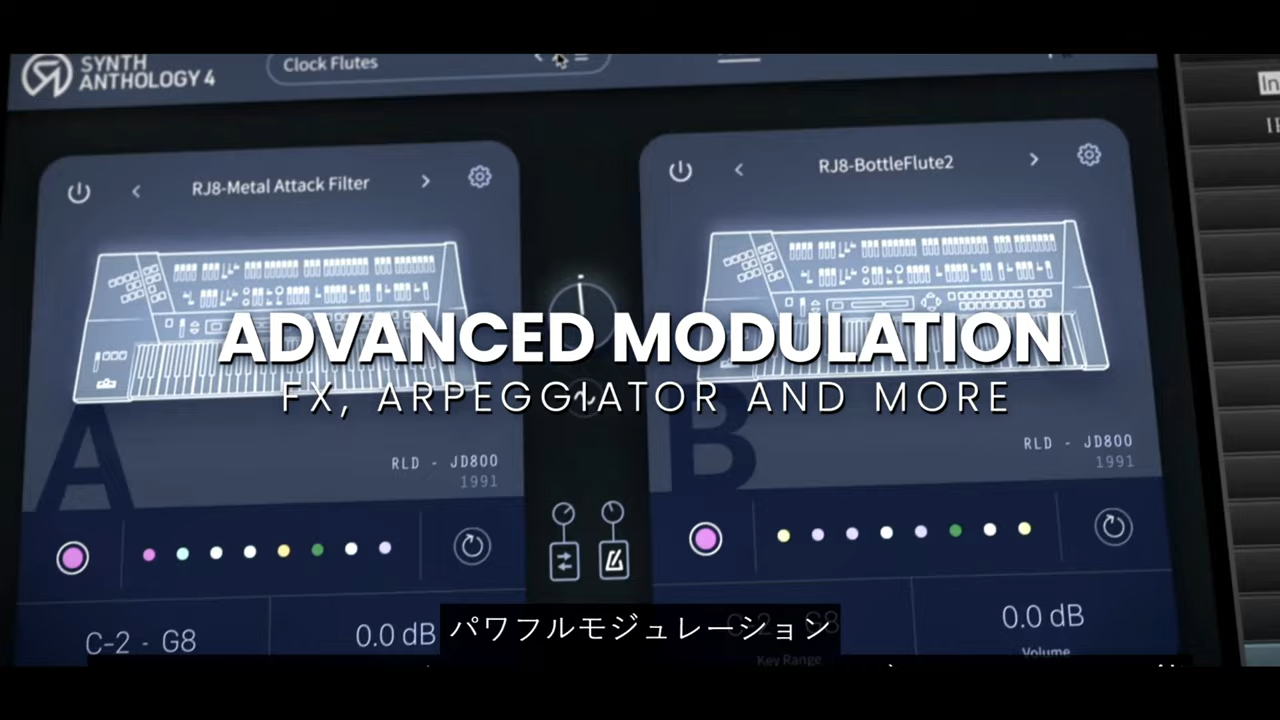 SYNTH
ANTHOLOGY 4
Clock Flutes
In
RJ8-Metal Attack Filter
RJ8-BottleFlute2
ADVANCED MODULATION
FX, ARPEGGIATOR AND MORE
A
B
RLD - JD800
1991
RLD - JD800
1991
C-2 - G8
0.0 dB
G8
0.0 dB
パワフルモジュレーション
Key Range
Volume